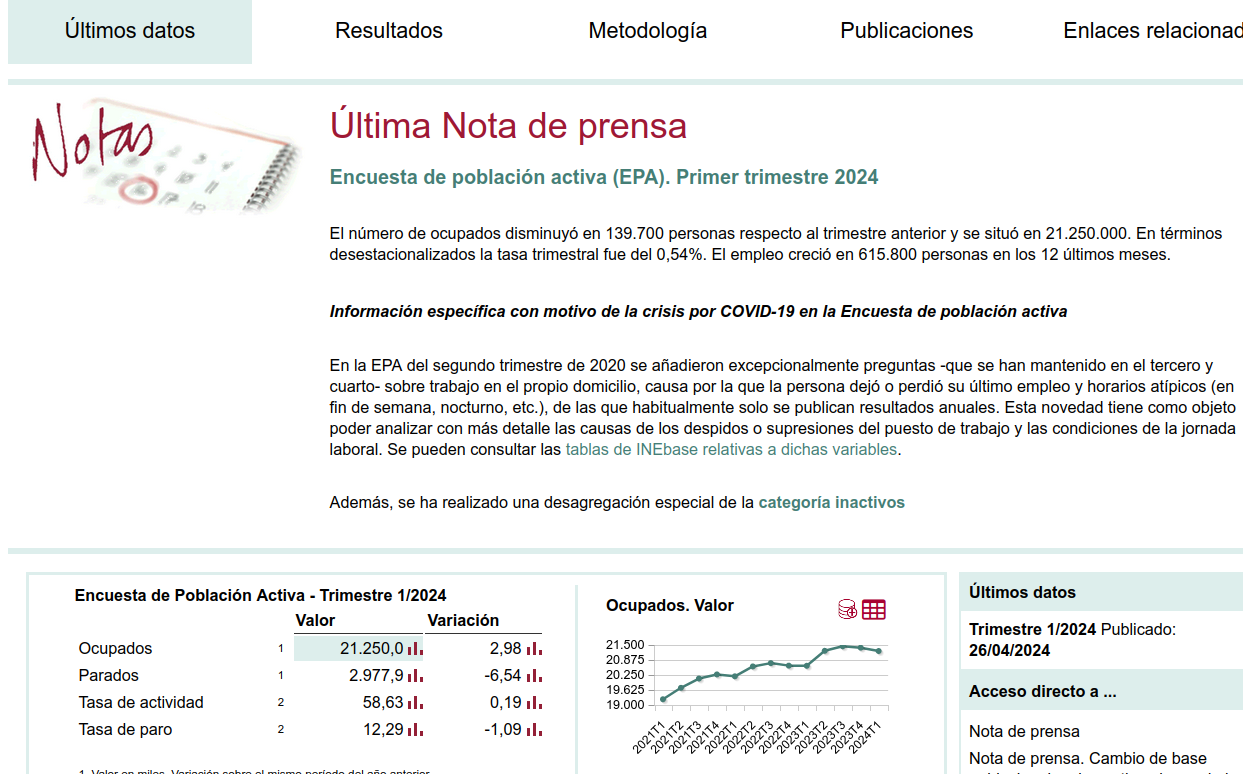 Últimos datos
Resultados
Metodología
Publicaciones
Enlaces relacionad
Notas
Última Nota de prensa
Encuesta de población activa (EPA). Primer trimestre 2024
El número de ocupados disminuyó en 139.700 personas respecto al trimestre anterior y se situó en 21.250.000. En términos
desestacionalizados la tasa trimestral fue del 0,54%. El empleo creció en 615.800 personas en los 12 últimos meses.
Información específica con motivo de la crisis por COVID-19 en la Encuesta de población activa
En la EPA del segundo trimestre de 2020 se añadieron excepcionalmente preguntas -que se han mantenido en el tercero y
cuarto- sobre trabajo en el propio domicilio, causa por la que la persona dejó o perdió su último empleo y horarios atípicos (en
fin de semana, nocturno, etc.), de las que habitualmente solo se publican resultados anuales. Esta novedad tiene como objeto
poder analizar con más detalle las causas de los despidos o supresiones del puesto de trabajo y las condiciones de la jornada
laboral. Se pueden consultar las tablas de INEbase relativas a dichas variables.
Además, se ha realizado una desagregación especial de la categoría inactivos
Encuesta de Población Activa - Trimestre 1/2024
Valor Variación
Ocupados 1 21.250,0 2,98
Parados 1 2.977,9 -6,54
Tasa de actividad 2 58,63 0,19
Tasa de paro 2 12,29 -1,09
1. Valor en miles. Variación sobre el mismo período del año anterior
Ocupados. Valor
21.500
20.875
20.250
19.625
19.000
2021T1
2021T2
2021T3
2021T4
2022T1
2022T2
2022T3
2022T4
2023T1
2023T2
2023T3
2023T4
2024T1
Últimos datos
Trimestre 1/2024 Publicado:
26/04/2024
Acceso directo a ...
Nota de prensa
Nota de prensa. Cambio de base